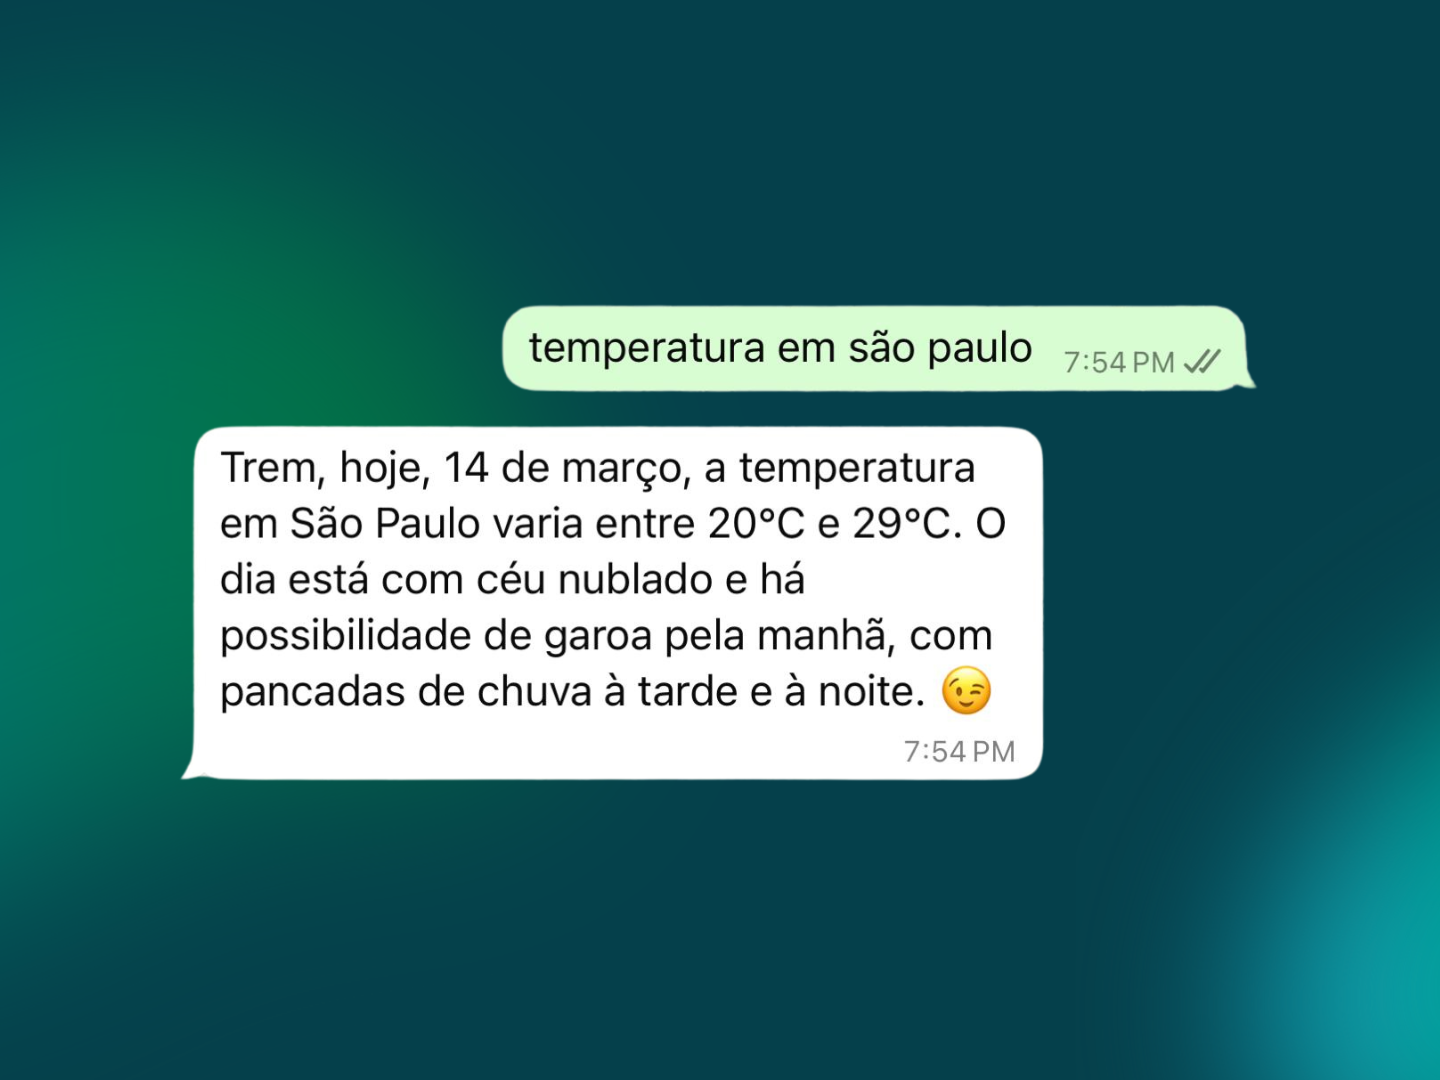 temperatura em são paulo
7:54 PM
Trem, hoje, 14 de março, a temperatura
em São Paulo varia entre 20°C e 29°C. O
dia está com céu nublado e há
possibilidade de garoa pela manhã, com
pancadas de chuva à tarde e à noite. 😉
7:54 PM